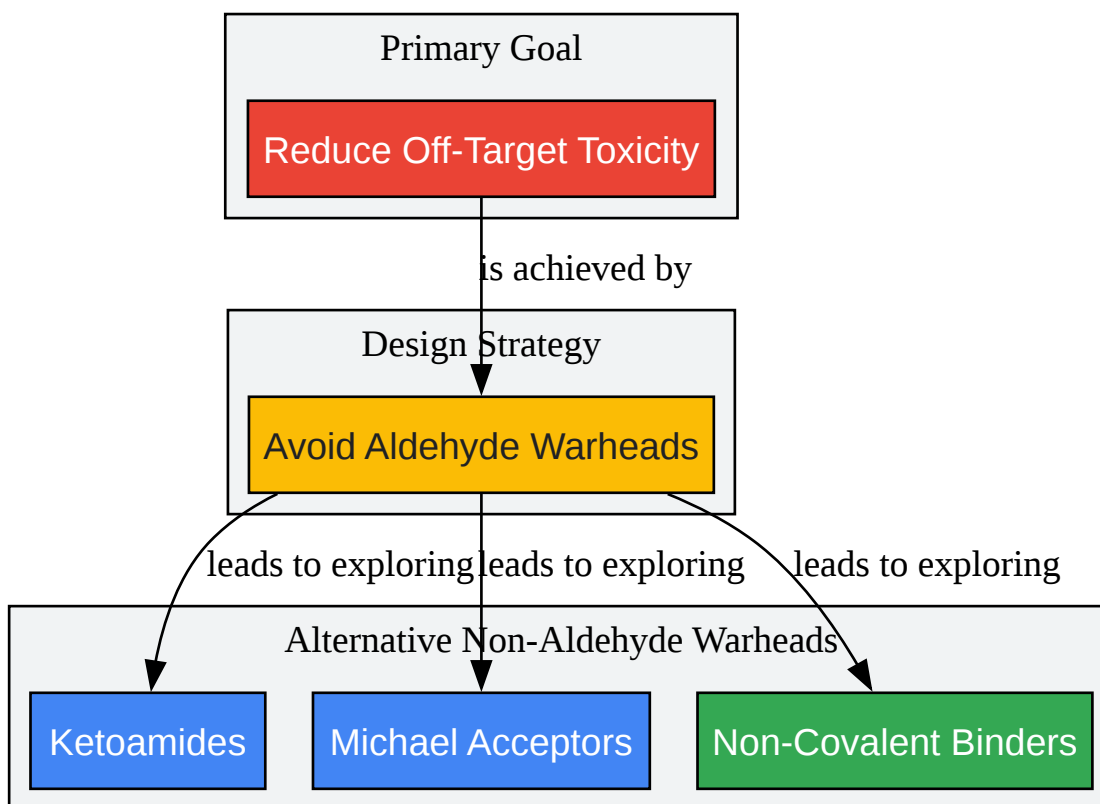 Primary Goal
Reduce Off-Target Toxicity
is achieved by
Design Strategy
Avoid Aldehyde Warheads
leads to exploring
leads to exploring
leads to exploring
Alternative Non-Aldehyde Warheads
Ketoamides
Michael Acceptors
Non-Covalent Binders